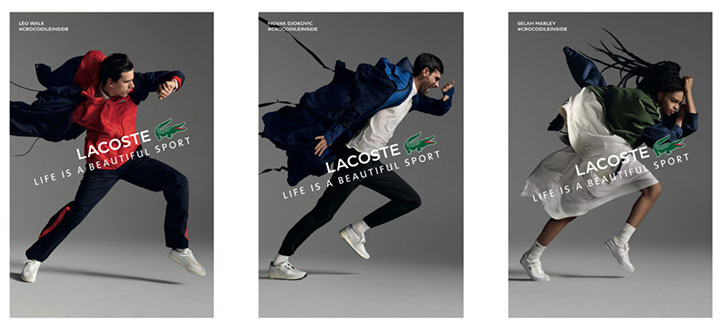 LÉO WALK
#CROCODILEINSIDE
LACOSTE
LIFE IS A BEAUTIFUL SPORT
NOVAK DJOKOVIC
#CROCODILEINSIDE
LACOSTE
LIFE IS A BEAUTIFUL SPORT
SELAH MARLEY
#CROCODILEINSIDE
LACOSTE
LIFE IS A BEAUTIFUL SPORT